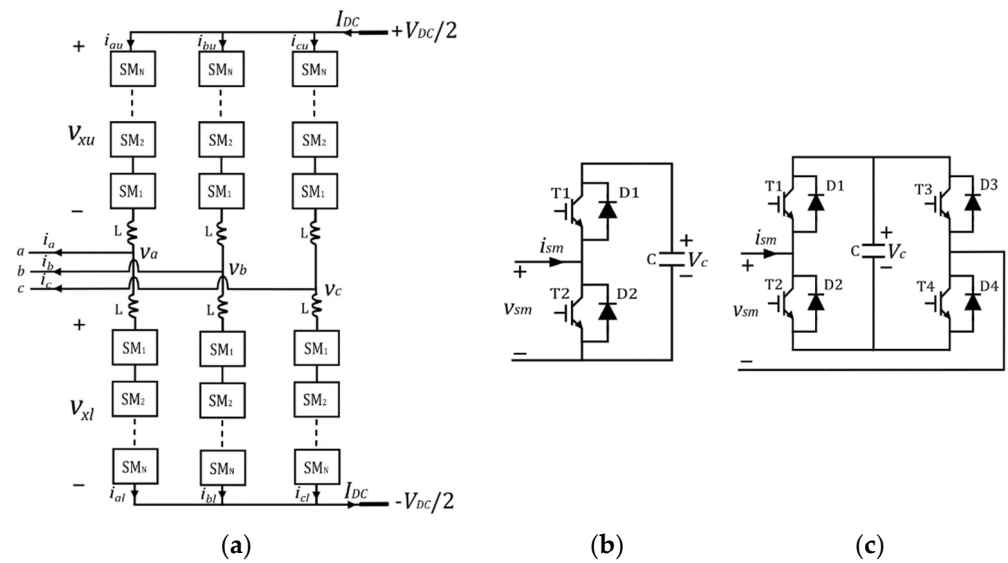 I_DC +V_DC/2
+ i_au i_bu i_cu
SM_N SM_N SM_N
v_xu SM_2 SM_2 SM_2
SM_1 SM_1 SM_1
−
L L L
a i_a v_a
b i_b v_b
c i_c v_c
L L L
+
SM_1 SM_1 SM_1
v_xl SM_2 SM_2 SM_2
SM_N SM_N SM_N
−
i_al i_bl i_cl I_DC -V_DC/2
(a)
T1 D1
i_sm C + V_c −
+
T2 D2
v_sm
−
(b)
T1 D1 T3 D3
i_sm C + V_c −
+
T2 D2 T4 D4
v_sm
−
(c)